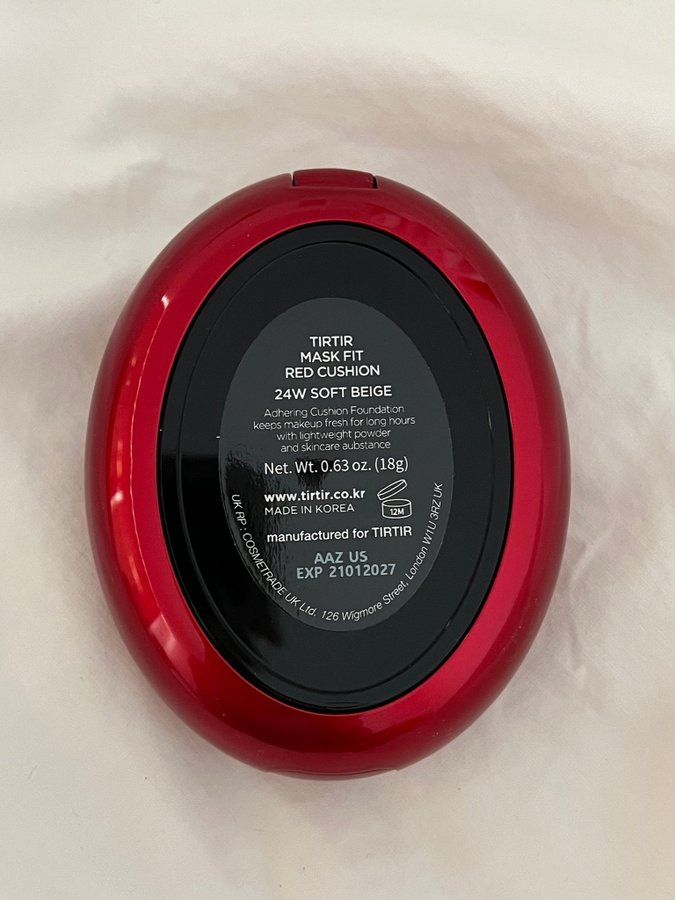 TIRTIR
MASK FIT
RED CUSHION
24W SOFT BEIGE
Adhering Cushion Foundation
keeps makeup fresh for long hours
with lightweight powder
and skincare aubstance
Net. Wt. 0.63 oz. (18g)
www.tirtir.co.kr
MADE IN KOREA
12M
manufactured for TIRTIR
AAZ US
EXP 21012027
UK RP : COSMETRADE UK Ltd. 126 Wigmore Street, London W1U 3RZ UK